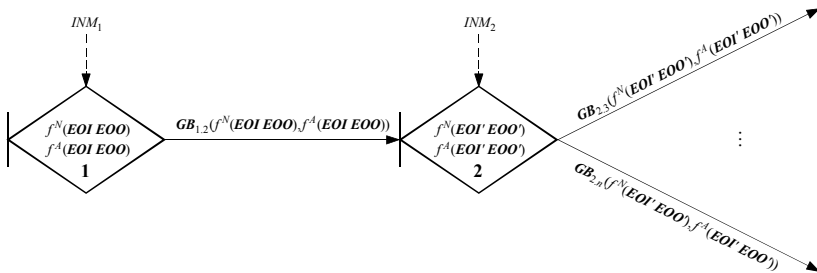 INM₁
INM₂
f^N(EOI EOO)
f^A(EOI EOO)
1
GB₁.₂(f^N(EOI EOO),f^A(EOI EOO))
f^N(EOI' EOO')
f^A(EOI' EOO')
2
GB₂.₃(f^N(EOI' EOO'),f^A(EOI' EOO'))
⋮
GB₂.ₙ(f^N(EOI' EOO'),f^A(EOI' EOO'))